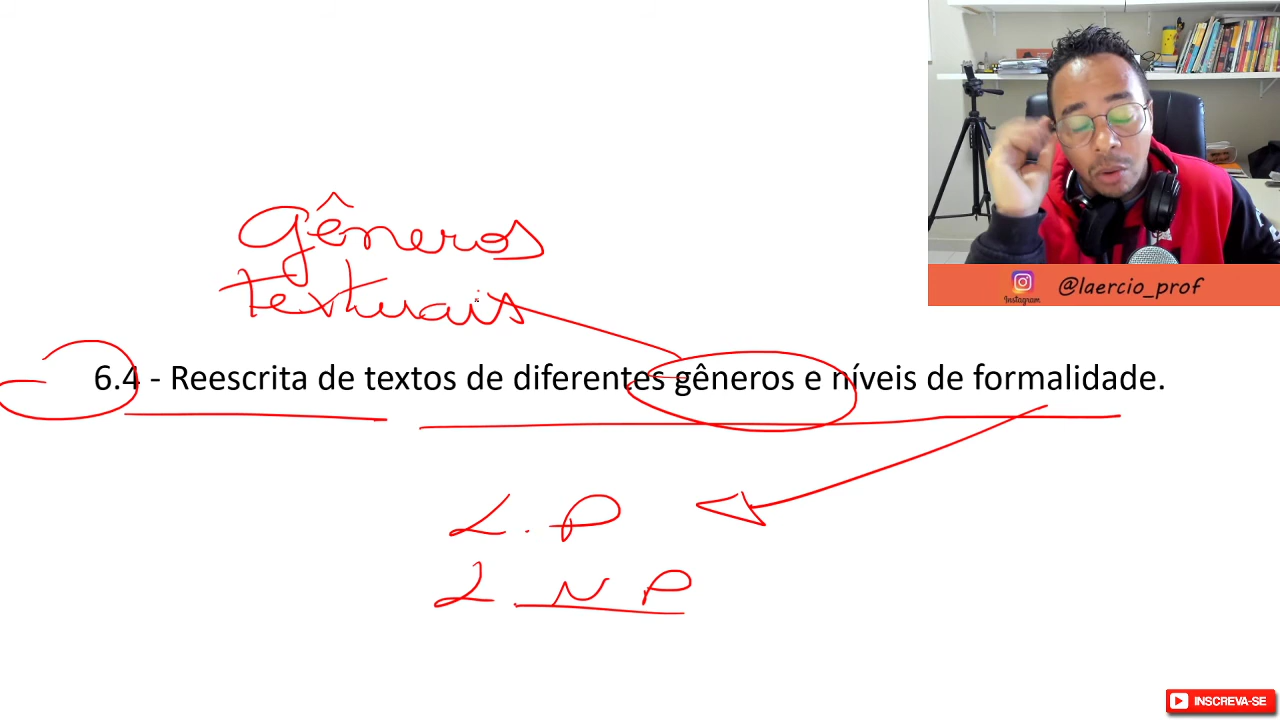 gêneros
textuais
6.4 - Reescrita de textos de diferentes gêneros e níveis de formalidade.
L. P
L. N P
Instagram
@laercio_prof
INSCREVA-SE